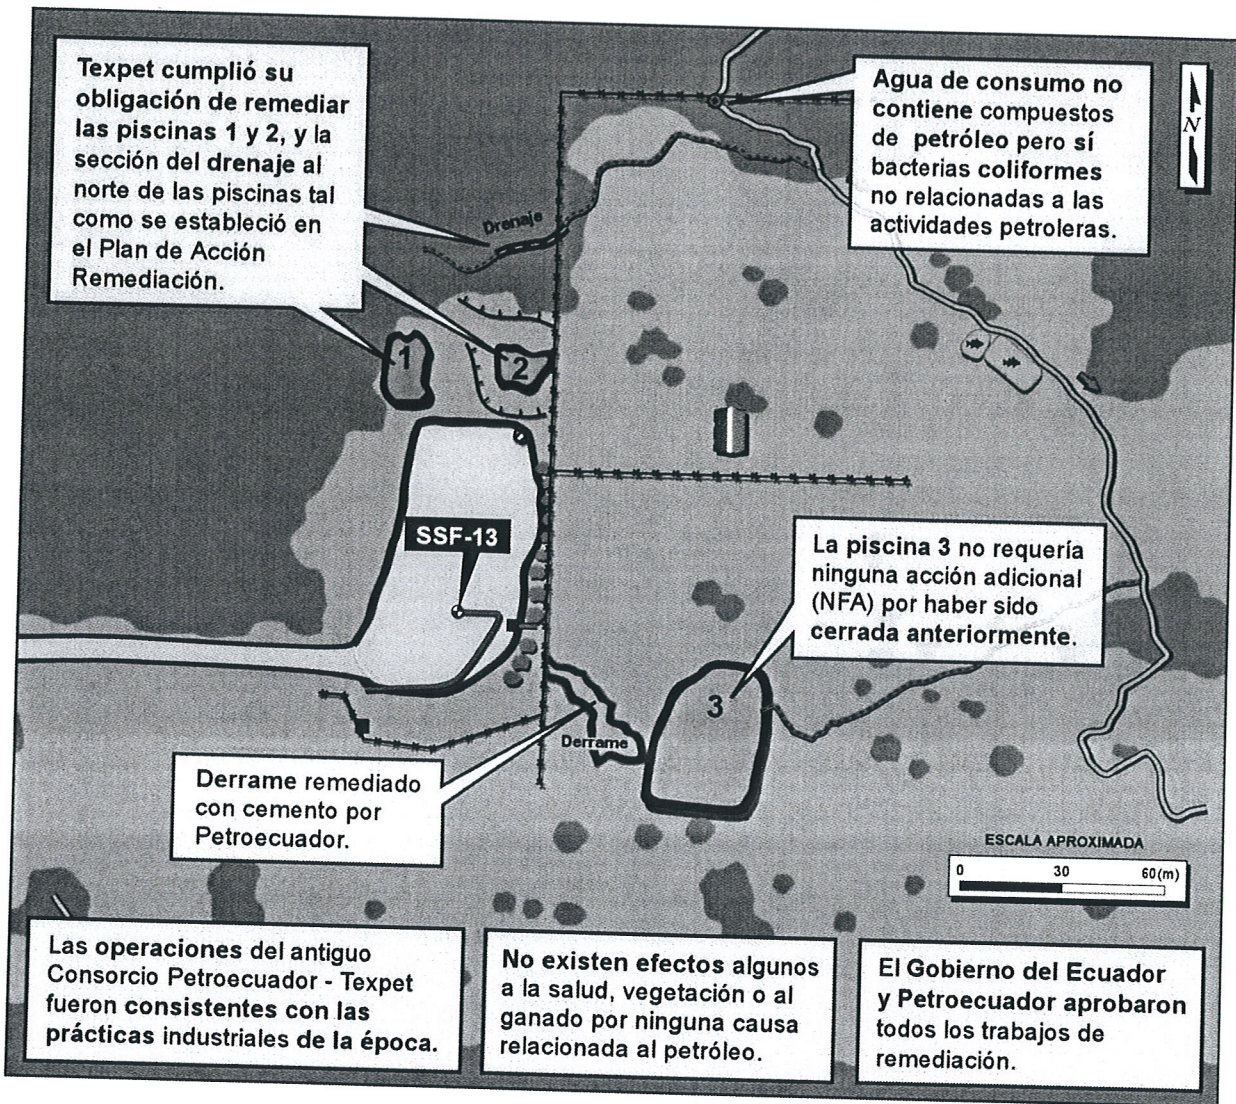 Texpet cumplió su
obligación de remediar
las piscinas 1 y 2, y la
sección del drenaje al
norte de las piscinas tal
como se estableció en
el Plan de Acción
Remediación.
Agua de consumo no
contiene compuestos
de petróleo pero sí
bacterias coliformes
no relacionadas a las
actividades petroleras.
N
Drenaje
1
2
SSF-13
La piscina 3 no requería
ninguna acción adicional
(NFA) por haber sido
cerrada anteriormente.
3
Derrame
Derrame remediado
con cemento por
Petroecuador.
ESCALA APROXIMADA
0 30 60(m)
Las operaciones del antiguo
Consorcio Petroecuador - Texpet
fueron consistentes con las
prácticas industriales de la época.
No existen efectos algunos
a la salud, vegetación o al
ganado por ninguna causa
relacionada al petróleo.
El Gobierno del Ecuador
y Petroecuador aprobaron
todos los trabajos de
remediación.